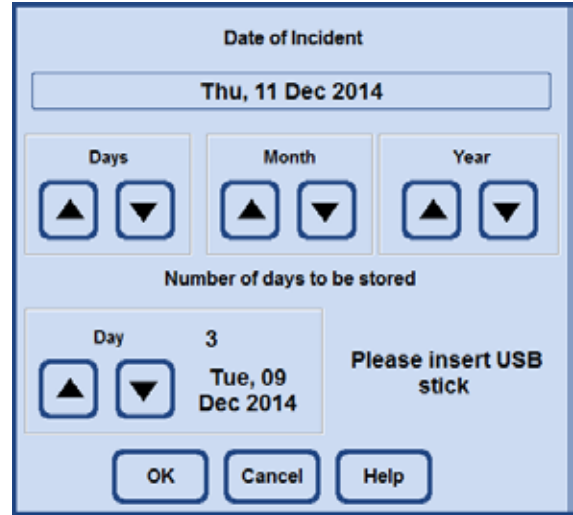 Date of Incident
Thu, 11 Dec 2014
Days
Month
Year
Number of days to be stored
Day
3
Tue, 09
Dec 2014
Please insert USB
stick
OK
Cancel
Help